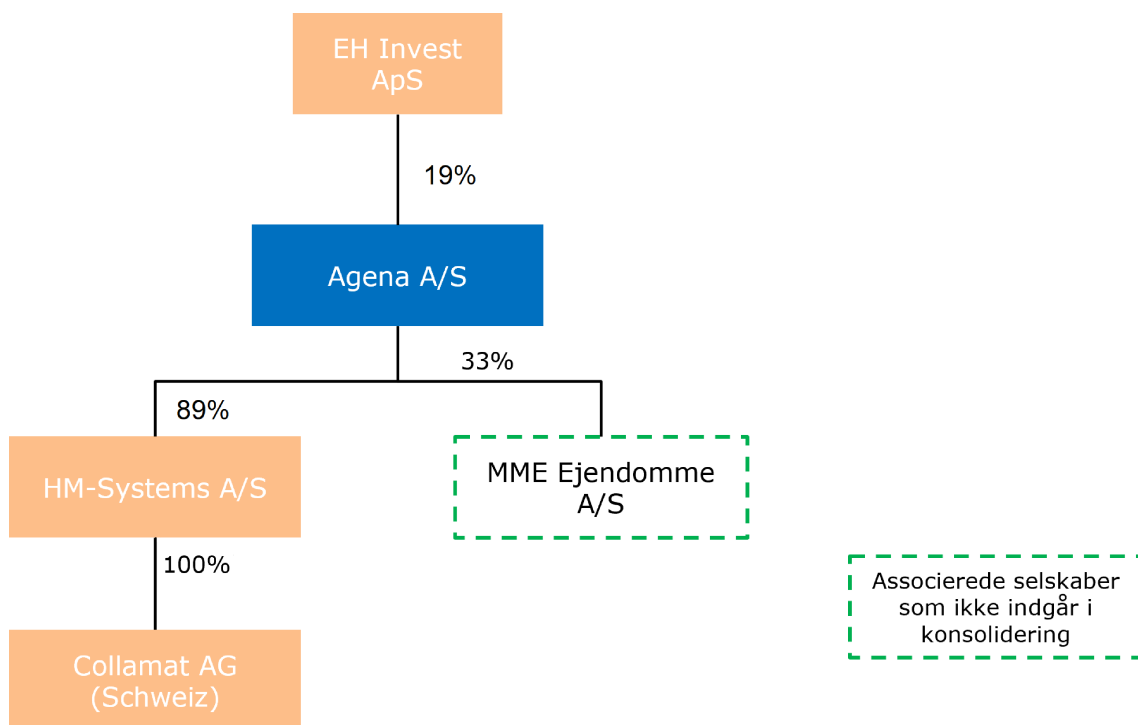 EH Invest
ApS
19%
Agena A/S
33%
89%
HM-Systems A/S
MME Ejendomme
A/S
100%
Associerede selskaber
som ikke indgår i
konsolidering
Collamat AG
(Schweiz)